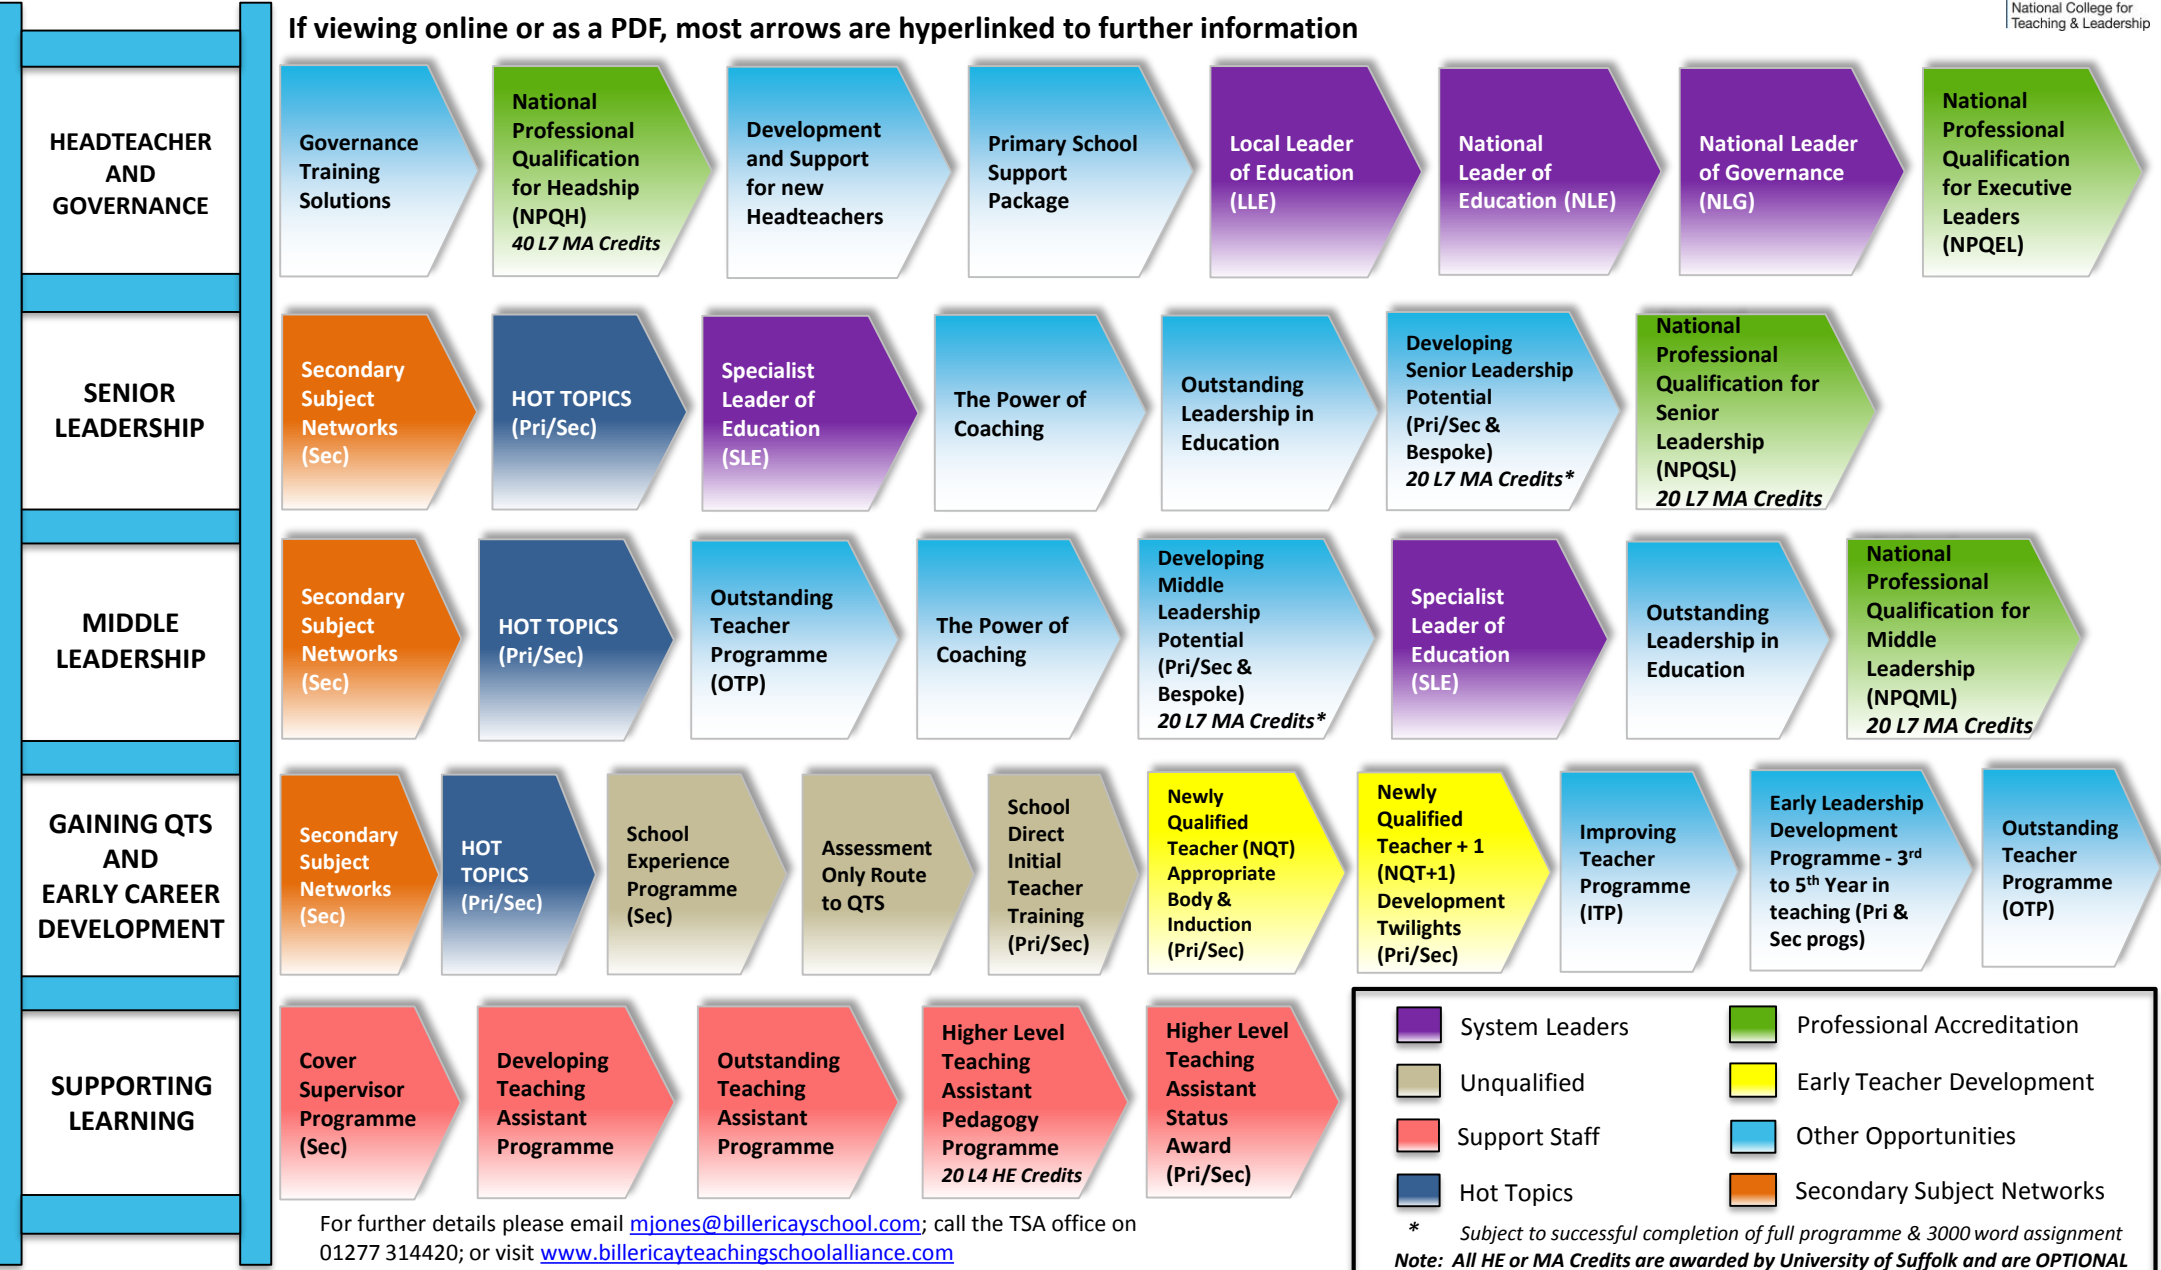 National College for
Teaching & Leadership
If viewing online or as a PDF, most arrows are hyperlinked to further information
HEADTEACHER
AND
GOVERNANCE
Governance
Training
Solutions
National
Professional
Qualification
for Headship
(NPQH)
40 L7 MA Credits
Development
and Support
for new
Headteachers
Primary School
Support
Package
Local Leader
of Education
(LLE)
National
Leader of
Education (NLE)
National Leader
of Governance
(NLG)
National
Professional
Qualification
for Executive
Leaders
(NPQEL)
SENIOR
LEADERSHIP
Secondary
Subject
Networks
(Sec)
HOT TOPICS
(Pri/Sec)
Specialist
Leader of
Education
(SLE)
The Power of
Coaching
Outstanding
Leadership in
Education
Developing
Senior Leadership
Potential
(Pri/Sec &
Bespoke)
20 L7 MA Credits*
National
Professional
Qualification for
Senior
Leadership
(NPQSL)
20 L7 MA Credits
MIDDLE
LEADERSHIP
Secondary
Subject
Networks
(Sec)
HOT TOPICS
(Pri/Sec)
Outstanding
Teacher
Programme
(OTP)
The Power of
Coaching
Developing
Middle
Leadership
Potential
(Pri/Sec &
Bespoke)
20 L7 MA Credits*
Specialist
Leader of
Education
(SLE)
Outstanding
Leadership in
Education
National
Professional
Qualification for
Middle
Leadership
(NPQML)
20 L7 MA Credits
GAINING QTS
AND
EARLY CAREER
DEVELOPMENT
Secondary
Subject
Networks
(Sec)
HOT
TOPICS
(Pri/Sec)
School
Experience
Programme
(Sec)
Assessment
Only Route
to QTS
School
Direct
Initial
Teacher
Training
(Pri/Sec)
Newly
Qualified
Teacher (NQT)
Appropriate
Body &
Induction
(Pri/Sec)
Newly
Qualified
Teacher + 1
(NQT+1)
Development
Twilights
(Pri/Sec)
Improving
Teacher
Programme
(ITP)
Early Leadership
Development
Programme - 3rd
to 5th Year in
teaching (Pri &
Sec progs)
Outstanding
Teacher
Programme
(OTP)
SUPPORTING
LEARNING
Cover
Supervisor
Programme
(Sec)
Developing
Teaching
Assistant
Programme
Outstanding
Teaching
Assistant
Programme
Higher Level
Teaching
Assistant
Pedagogy
Programme
20 L4 HE Credits
Higher Level
Teaching
Assistant
Status
Award
(Pri/Sec)
System Leaders
Professional Accreditation
Unqualified
Early Teacher Development
Support Staff
Other Opportunities
Hot Topics
Secondary Subject Networks
* Subject to successful completion of full programme & 3000 word assignment
Note: All HE or MA Credits are awarded by University of Suffolk and are OPTIONAL
For further details please email mjones@billericayschool.com; call the TSA office on
01277 314420; or visit www.billericayteachingschoolalliance.com